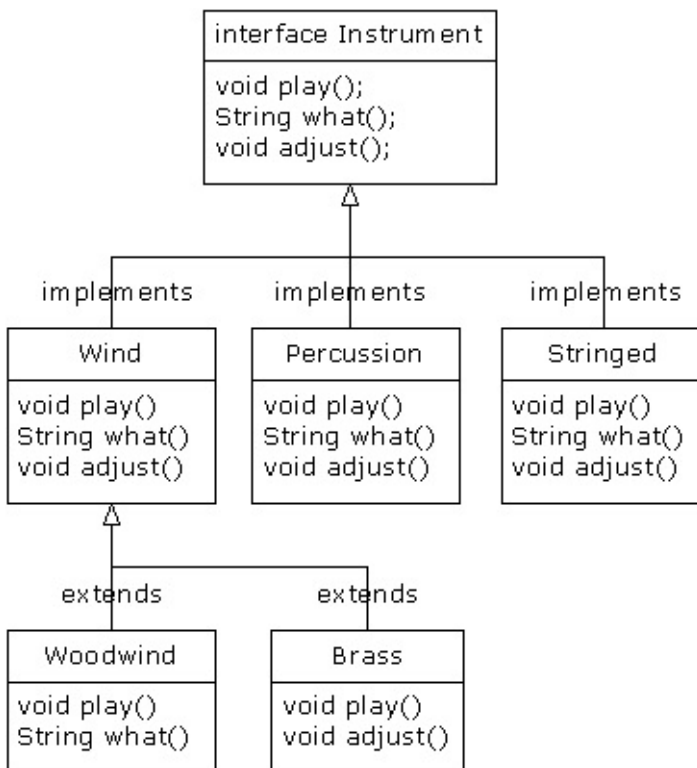 interface Instrument
void play();
String what();
void adjust();
implements
implements
implements
Wind
void play()
String what()
void adjust()
Percussion
void play()
String what()
void adjust()
Stringed
void play()
String what()
void adjust()
extends
extends
Woodwind
void play()
String what()
Brass
void play()
void adjust()